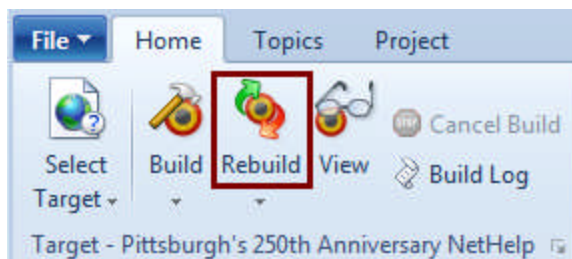 File Home Topics Project
Cancel Build
Select Target Build Rebuild View
Build Log
Target - Pittsburgh's 250th Anniversary NetHelp